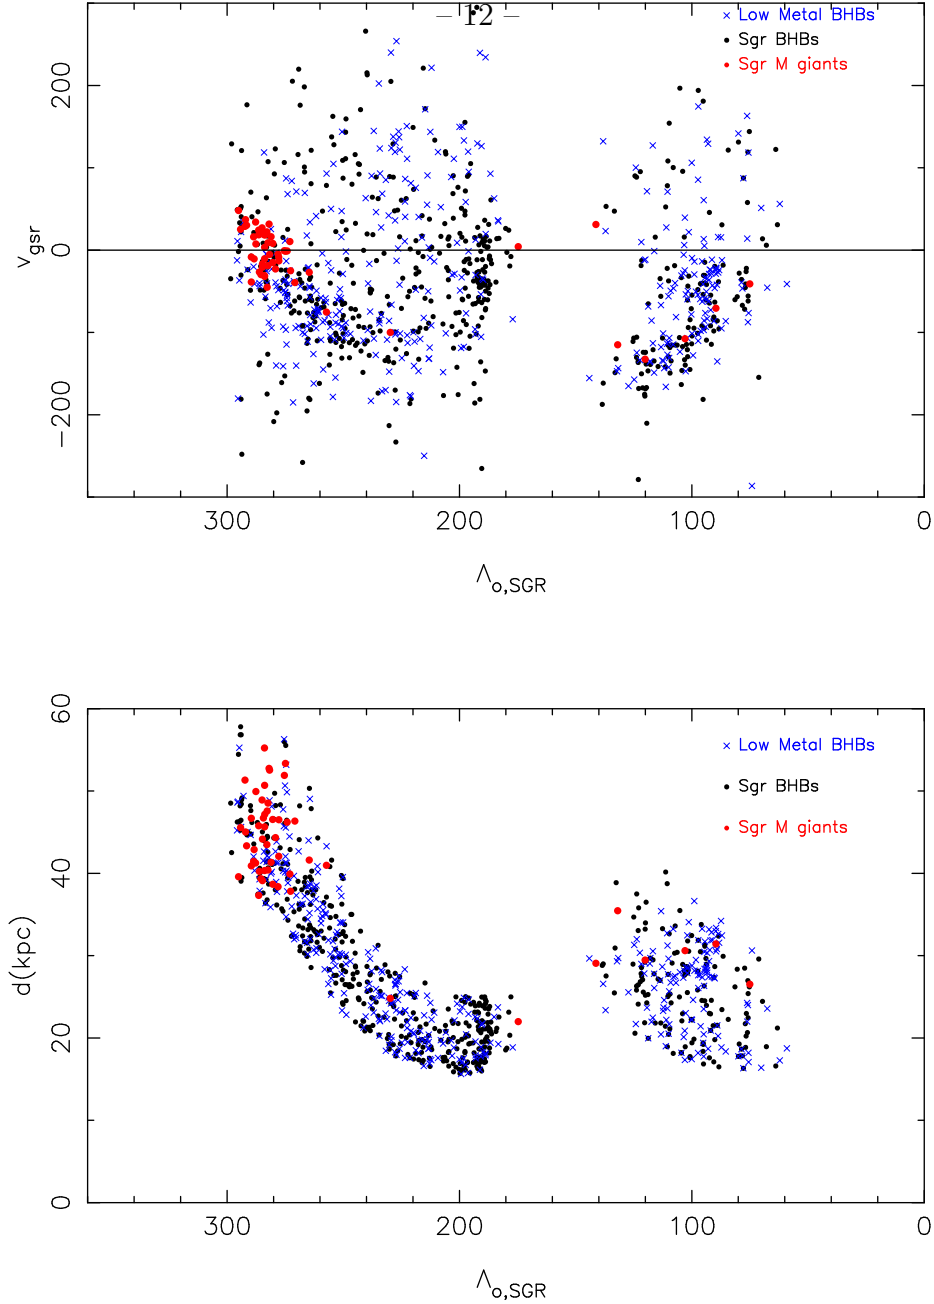 – 12 –
× Low Metal BHBs
• Sgr BHBs
• Sgr M giants
200
0
−200
v_gsr
300 200 100 0
Λ_o,SGR
60
40
20
0
d(kpc)
× Low Metal BHBs
• Sgr BHBs
• Sgr M giants
300 200 100 0
Λ_o,SGR